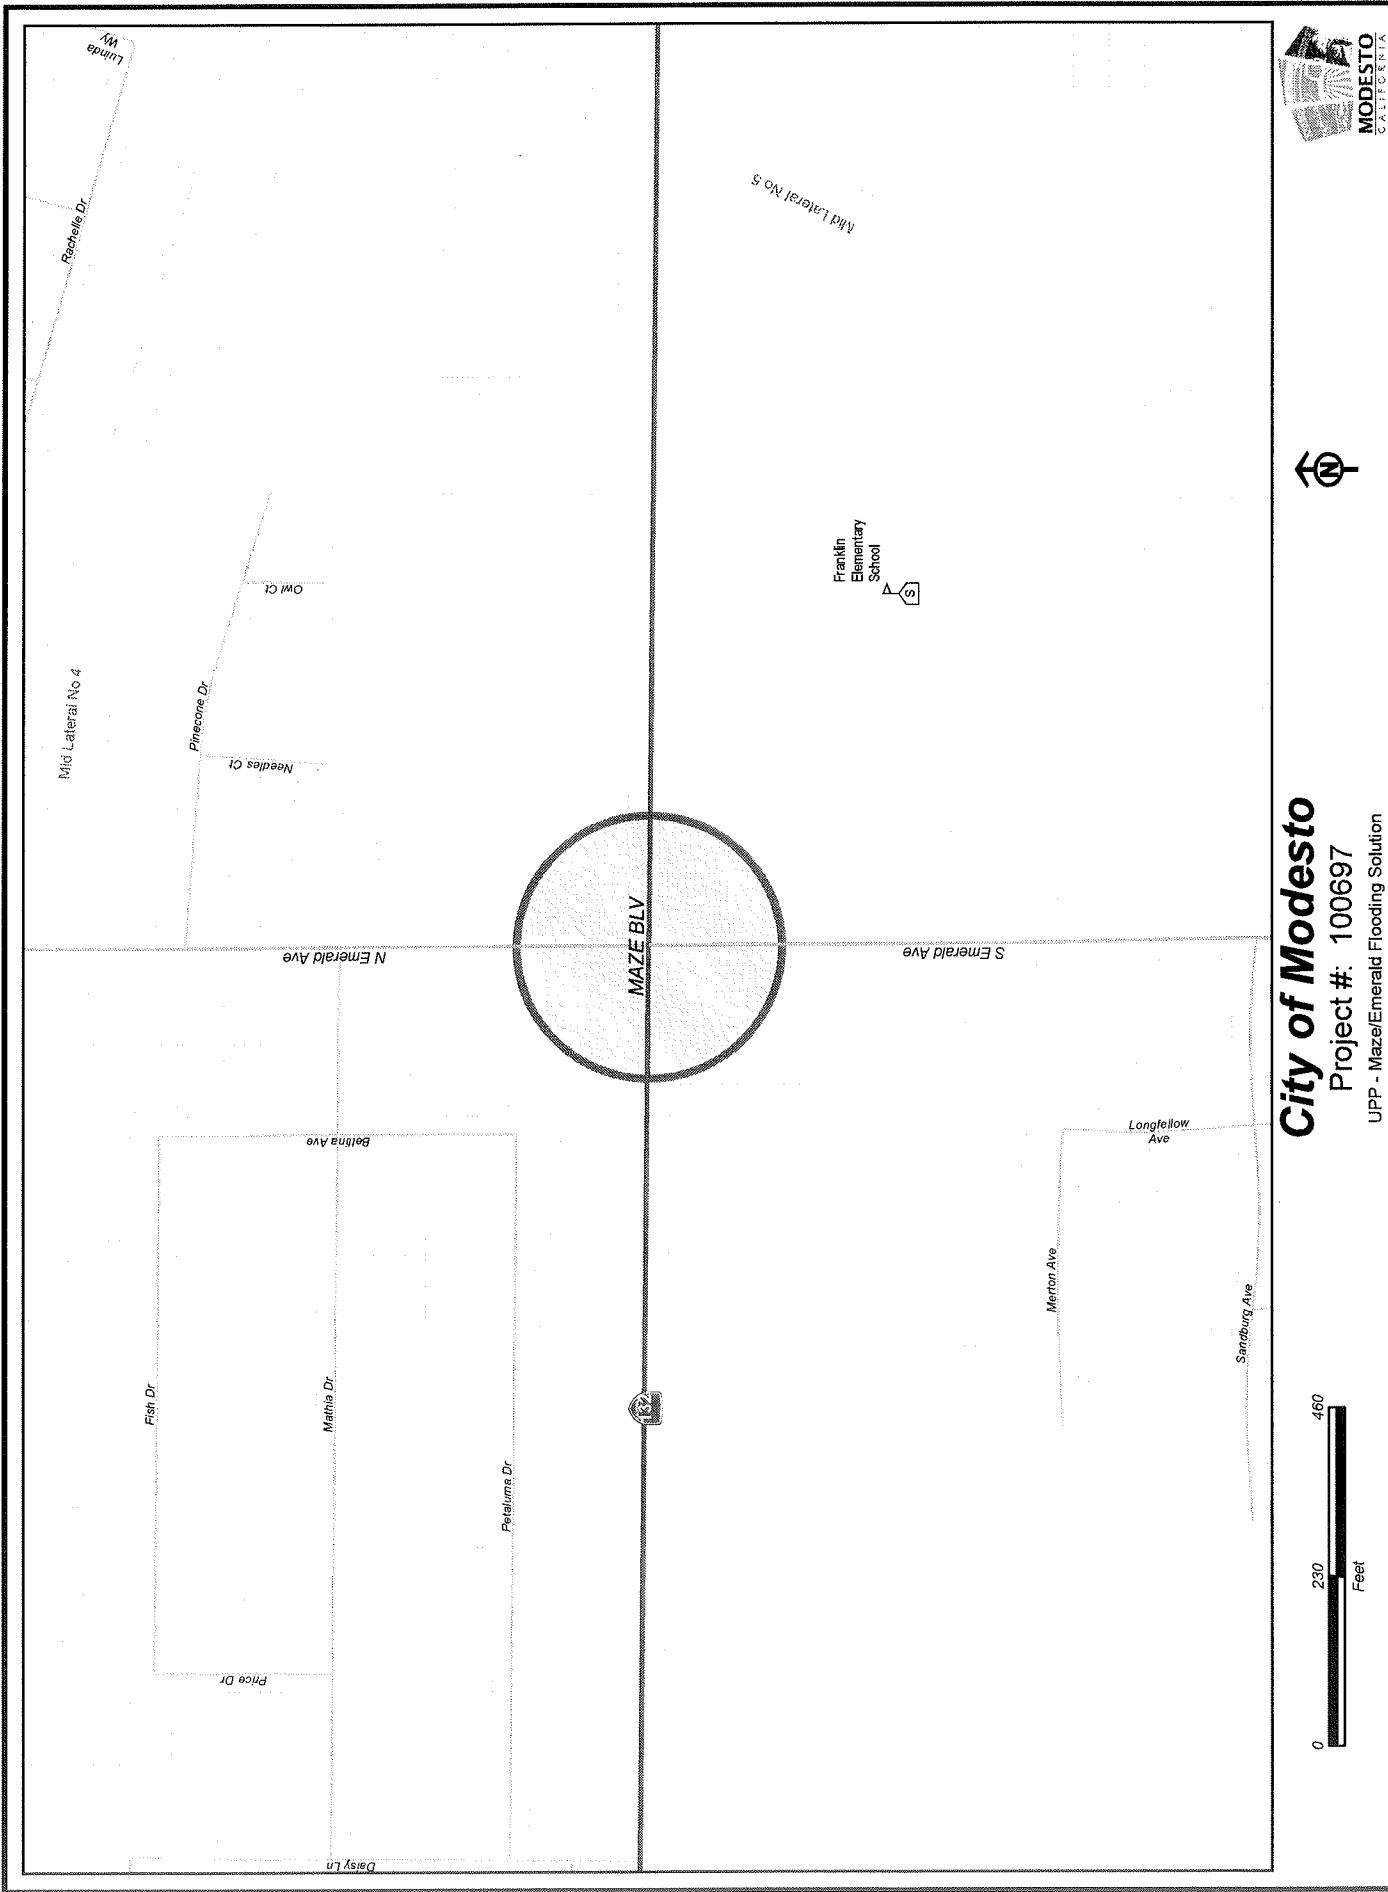 Luinda
Wy
Rachelle Dr
Mid Lateral No 4
Mid Lateral No 5
Pinecone Dr
Owl Ct
Needles Ct
Franklin
Elementary
School
S
N Emerald Ave
MAZE BLV
S Emerald Ave
Fish Dr
Bettina Ave
Mathia Dr
Petaluma Dr
Price Dr
Daisy Ln
132
Longfellow
Ave
Merton Ave
Sandburg Ave
0 230 460
Feet
City of Modesto
Project #: 100697
UPP - Maze/Emerald Flooding Solution
N
MODESTO
CALIFORNIA